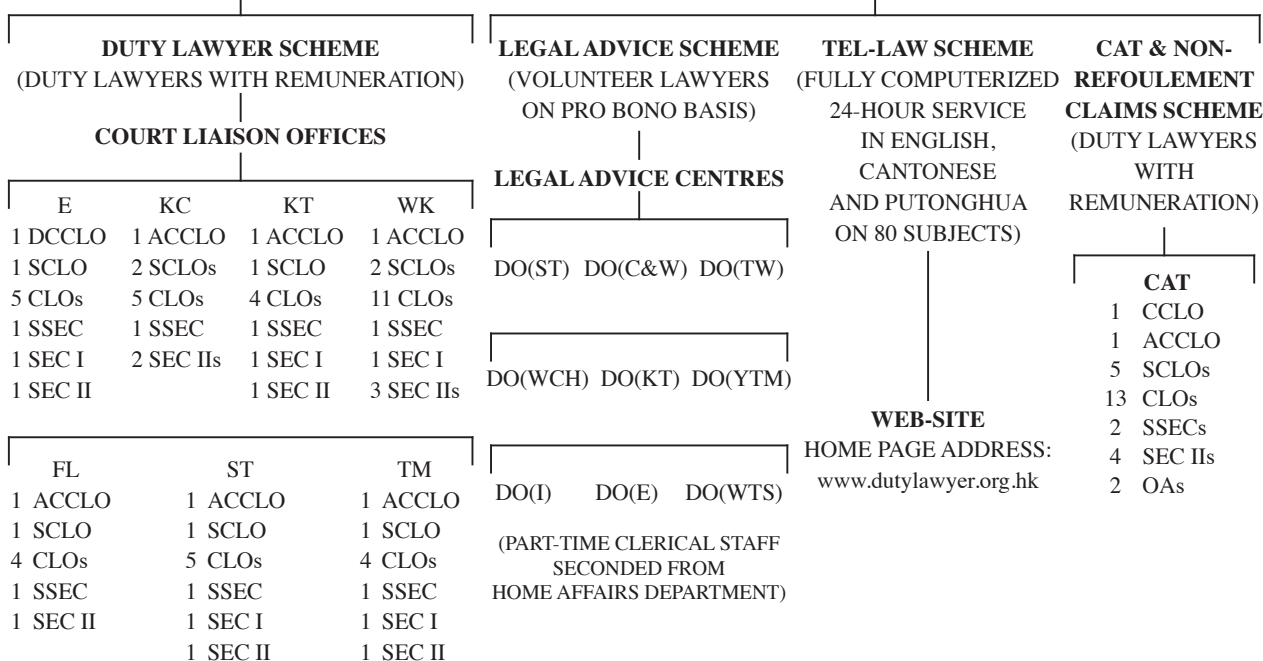 DUTY LAWYER SCHEME
(DUTY LAWYERS WITH REMUNERATION)
COURT LIAISON OFFICES
E KC KT WK
1 DCCLO 1 ACCLO 1 ACCLO 1 ACCLO
1 SCLO 2 SCLOs 1 SCLO 2 SCLOs
5 CLOs 5 CLOs 4 CLOs 11 CLOs
1 SSEC 1 SSEC 1 SSEC 1 SSEC
1 SEC I 2 SEC IIs 1 SEC I 1 SEC I
1 SEC II 1 SEC II 3 SEC IIs
FL ST TM
1 ACCLO 1 ACCLO 1 ACCLO
1 SCLO 1 SCLO 1 SCLO
4 CLOs 5 CLOs 4 CLOs
1 SSEC 1 SSEC 1 SSEC
1 SEC II 1 SEC I 1 SEC I
1 SEC II 1 SEC II
LEGAL ADVICE SCHEME
(VOLUNTEER LAWYERS
ON PRO BONO BASIS)
LEGAL ADVICE CENTRES
DO(ST) DO(C&W) DO(TW)
DO(WCH) DO(KT) DO(YTM)
DO(I) DO(E) DO(WTS)
(PART-TIME CLERICAL STAFF
SECONDED FROM
HOME AFFAIRS DEPARTMENT)
TEL-LAW SCHEME
(FULLY COMPUTERIZED
24-HOUR SERVICE
IN ENGLISH,
CANTONESE
AND PUTONGHUA
ON 80 SUBJECTS)
WEB-SITE
HOME PAGE ADDRESS:
www.dutylawyer.org.hk
CAT & NON-
REFOULEMENT
CLAIMS SCHEME
(DUTY LAWYERS
WITH
REMUNERATION)
CAT
1 CCLO
1 ACCLO
5 SCLOs
13 CLOs
2 SSECs
4 SEC IIs
2 OAs